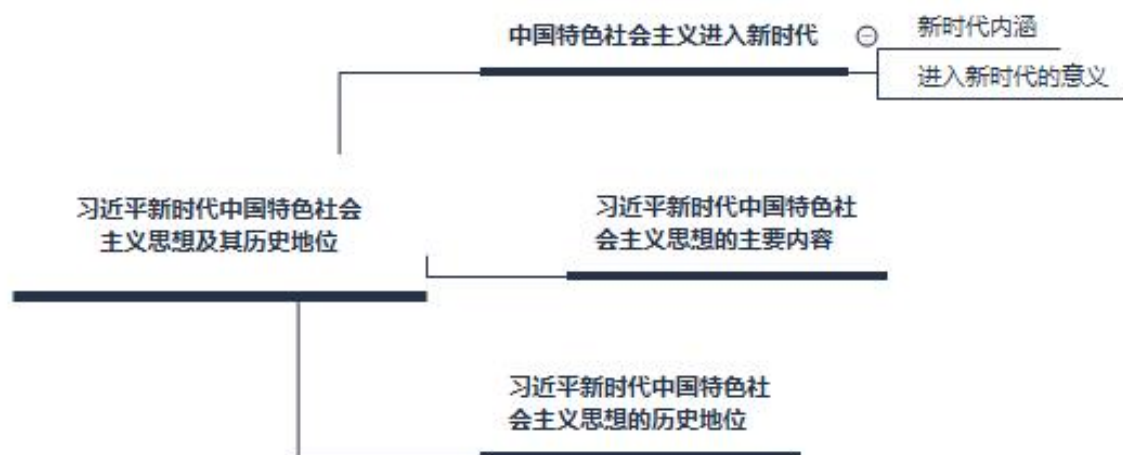 中国特色社会主义进入新时代
新时代内涵
进入新时代的意义
习近平新时代中国特色社会
主义思想及其历史地位
习近平新时代中国特色社
会主义思想的主要内容
习近平新时代中国特色社
会主义思想的历史地位